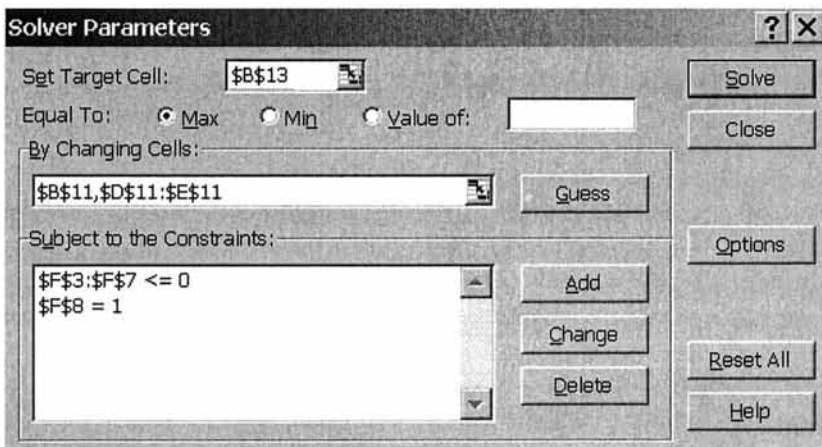 Solver Parameters ? X
Set Target Cell: $B$13 Solve
Equal To: Max Min Value of: Close
By Changing Cells:
$B$11,$D$11:$E$11 Guess
Subject to the Constraints: Options
$F$3:$F$7 <= 0 Add
$F$8 = 1
Change
Reset All
Delete
Help